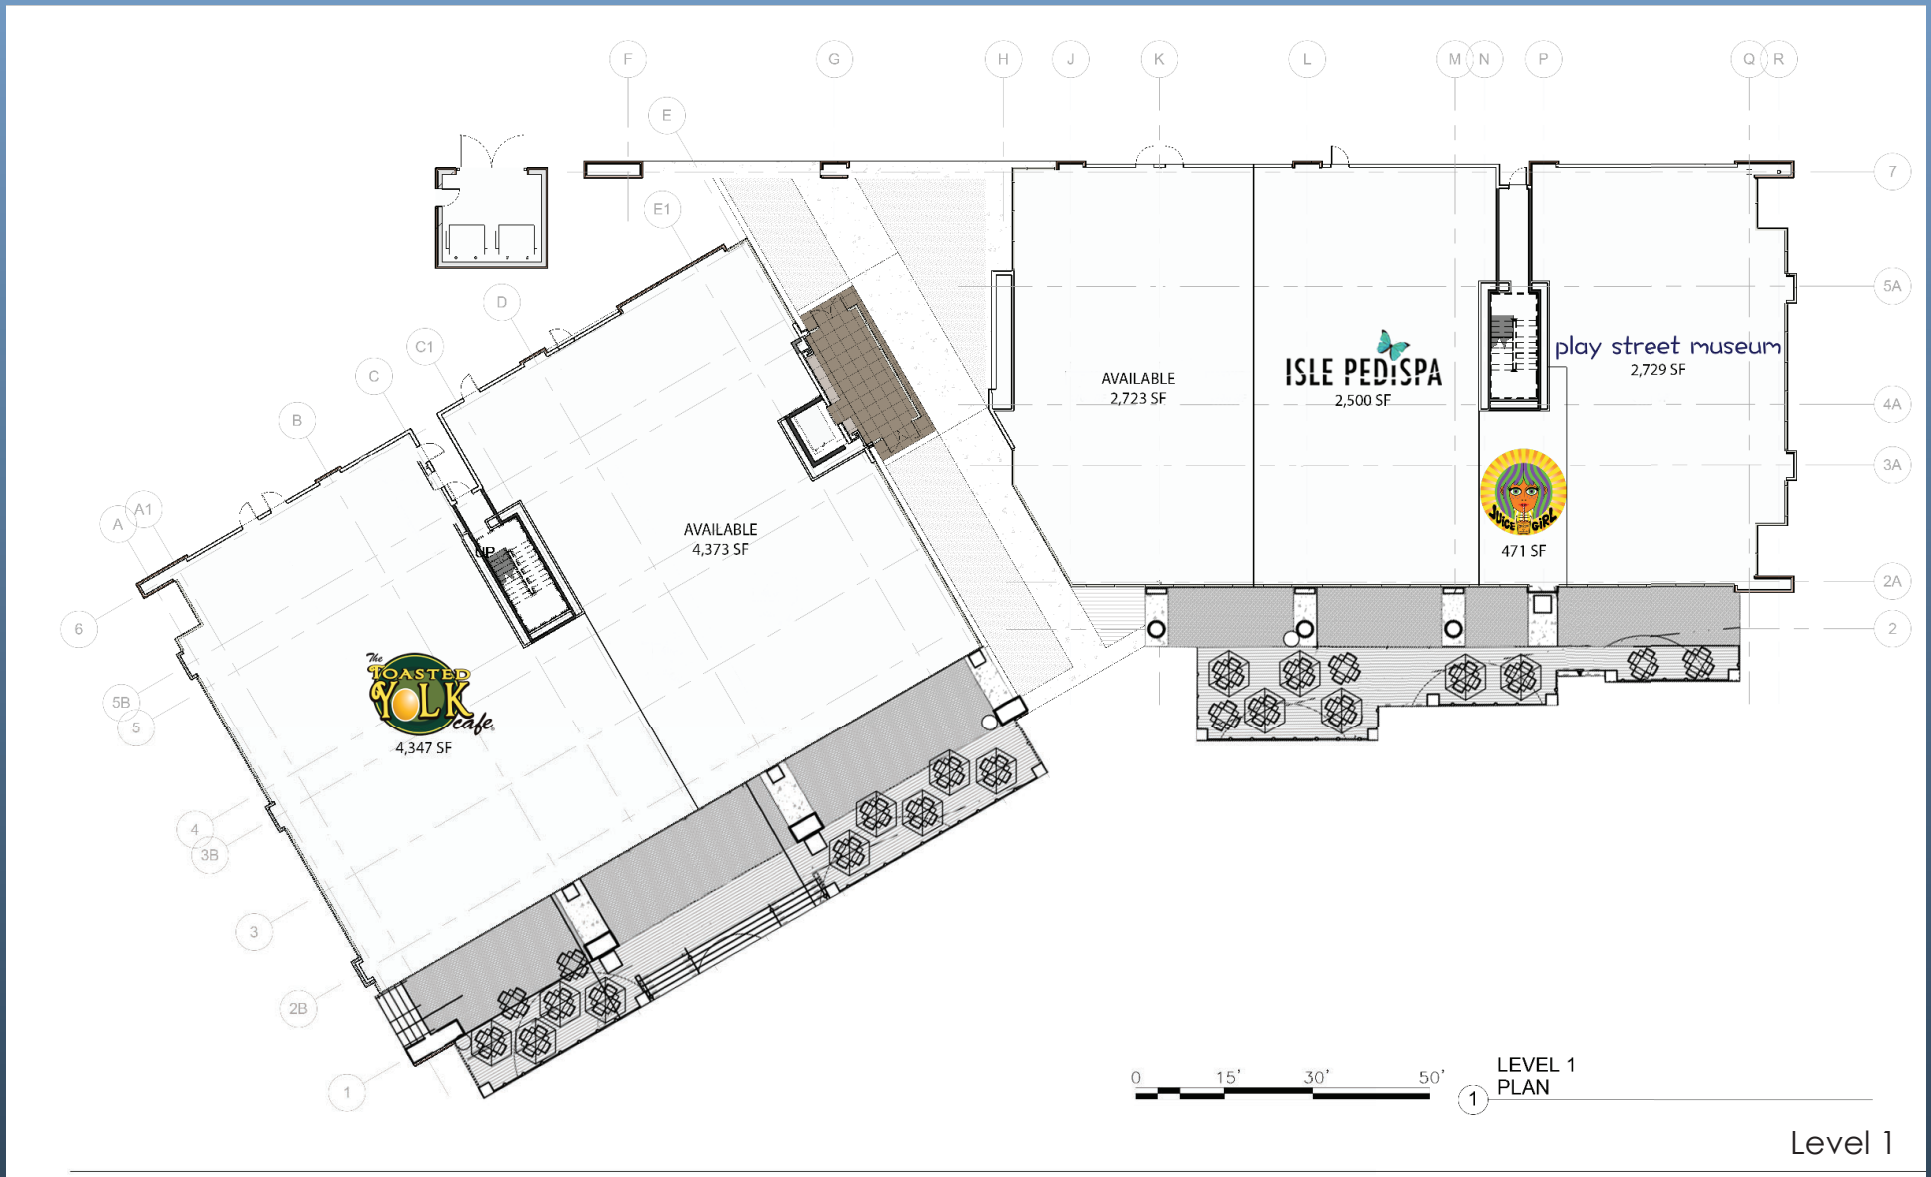 F
G
H
J
K
L
M
N
P
Q
R
E
7
E1
5A
D
C1
play street museum
2,729 SF
ISLE PEDiSPA
2,500 SF
AVAILABLE
2,723 SF
C
4A
B
3A
A1
A
JUICE GiRL
471 SF
AVAILABLE
4,373 SF
UP
2A
6
2
The
TOASTED
YOLK
cafe
4,347 SF
5B
5
4
3B
3
2B
1
0 15' 30' 50'
LEVEL 1
PLAN
1
Level 1